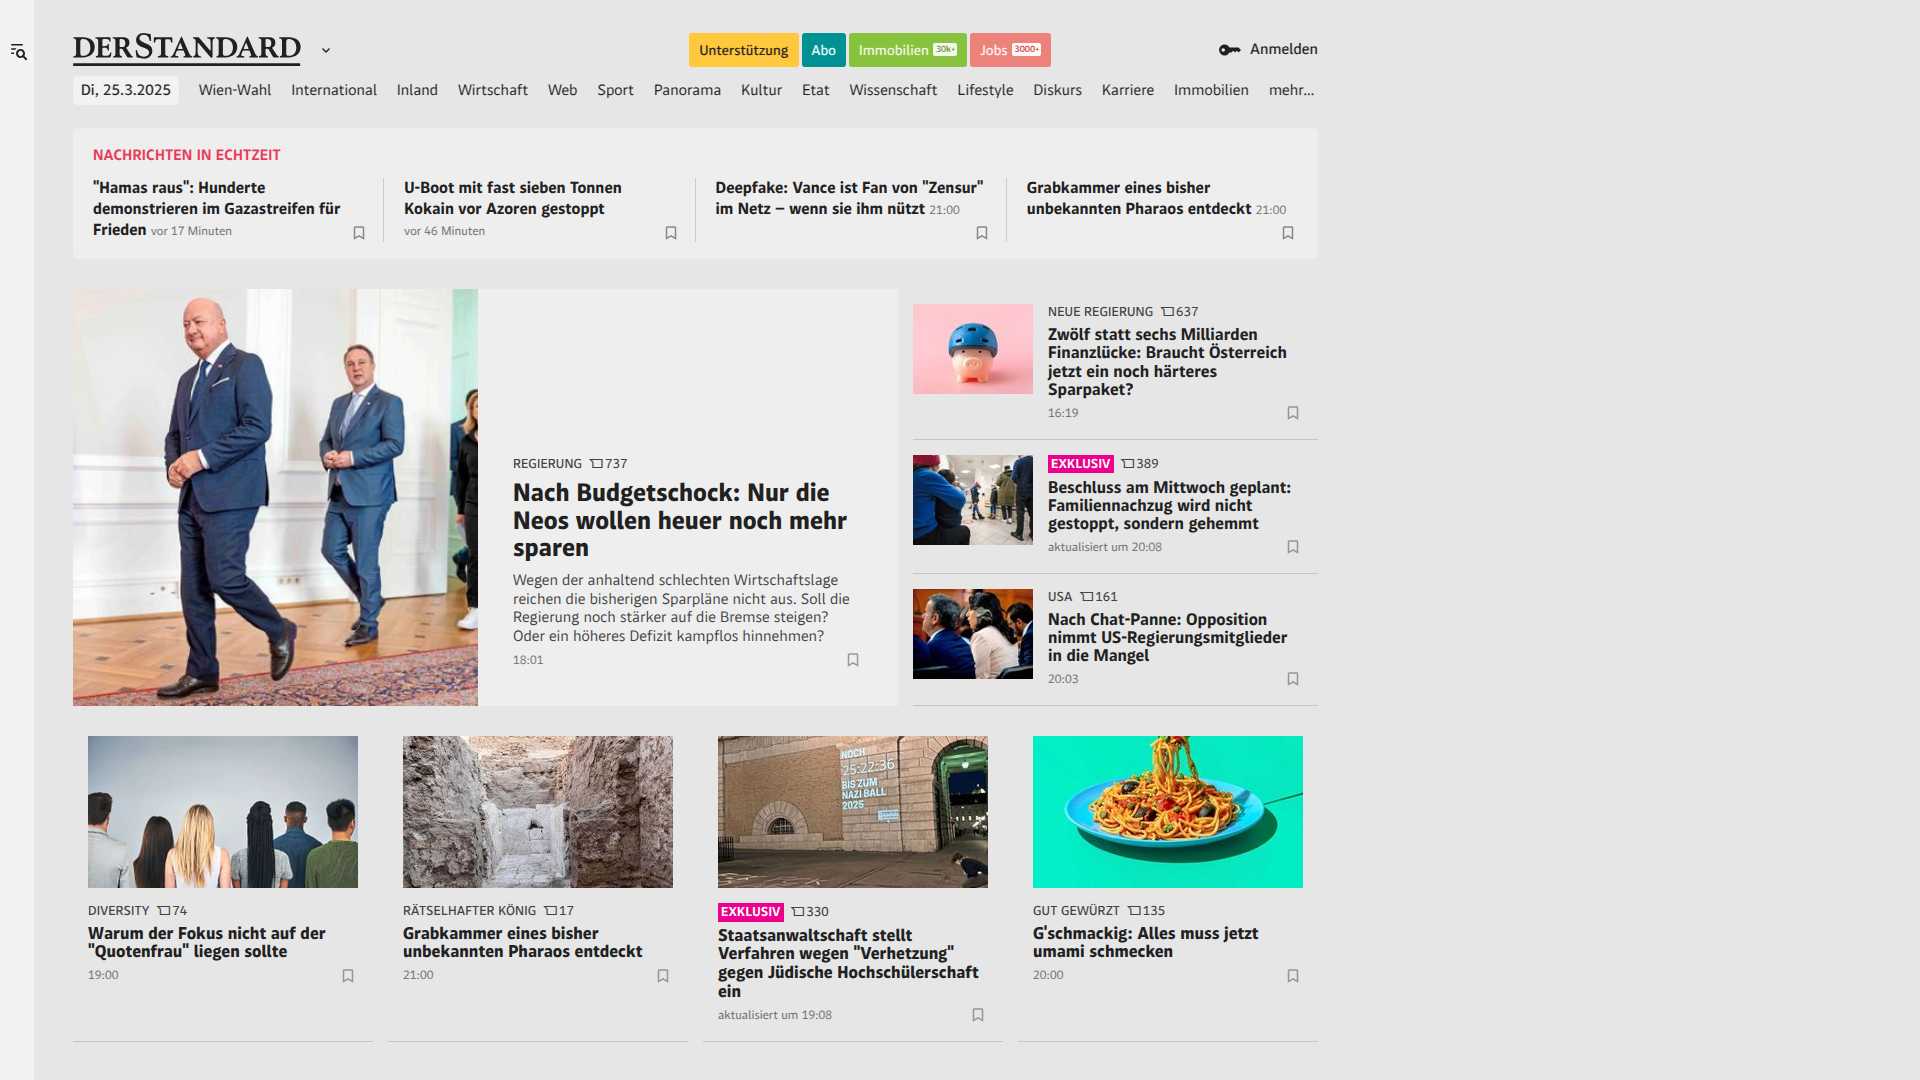 DERSTANDARD
Unterstützung
Abo
Immobilien 30k+
Jobs 3000+
Anmelden
Di, 25.3.2025
Wien-Wahl
International
Inland
Wirtschaft
Web
Sport
Panorama
Kultur
Etat
Wissenschaft
Lifestyle
Diskurs
Karriere
Immobilien
mehr...
NACHRICHTEN IN ECHTZEIT
"Hamas raus": Hunderte
demonstrieren im Gazastreifen für
Frieden vor 17 Minuten
U-Boot mit fast sieben Tonnen
Kokain vor Azoren gestoppt
vor 46 Minuten
Deepfake: Vance ist Fan von "Zensur"
im Netz – wenn sie ihm nützt 21:00
Grabkammer eines bisher
unbekannten Pharaos entdeckt 21:00
REGIERUNG 737
Nach Budgetschock: Nur die
Neos wollen heuer noch mehr
sparen
Wegen der anhaltend schlechten Wirtschaftslage
reichen die bisherigen Sparpläne nicht aus. Soll die
Regierung noch stärker auf die Bremse steigen?
Oder ein höheres Defizit kampflos hinnehmen?
18:01
NEUE REGIERUNG 637
Zwölf statt sechs Milliarden
Finanzlücke: Braucht Österreich
jetzt ein noch härteres
Sparpaket?
16:19
EXKLUSIV 389
Beschluss am Mittwoch geplant:
Familiennachzug wird nicht
gestoppt, sondern gehemmt
aktualisiert um 20:08
USA 161
Nach Chat-Panne: Opposition
nimmt US-Regierungsmitglieder
in die Mangel
20:03
DIVERSITY 74
Warum der Fokus nicht auf der
"Quotenfrau" liegen sollte
19:00
RÄTSELHAFTER KÖNIG 17
Grabkammer eines bisher
unbekannten Pharaos entdeckt
21:00
NOCH
25:22:36
BIS ZUM
NAZI BALL
2025
EXKLUSIV 330
Staatsanwaltschaft stellt
Verfahren wegen "Verhetzung"
gegen Jüdische Hochschülerschaft
ein
aktualisiert um 19:08
GUT GEWÜRZT 135
G'schmackig: Alles muss jetzt
umami schmecken
20:00